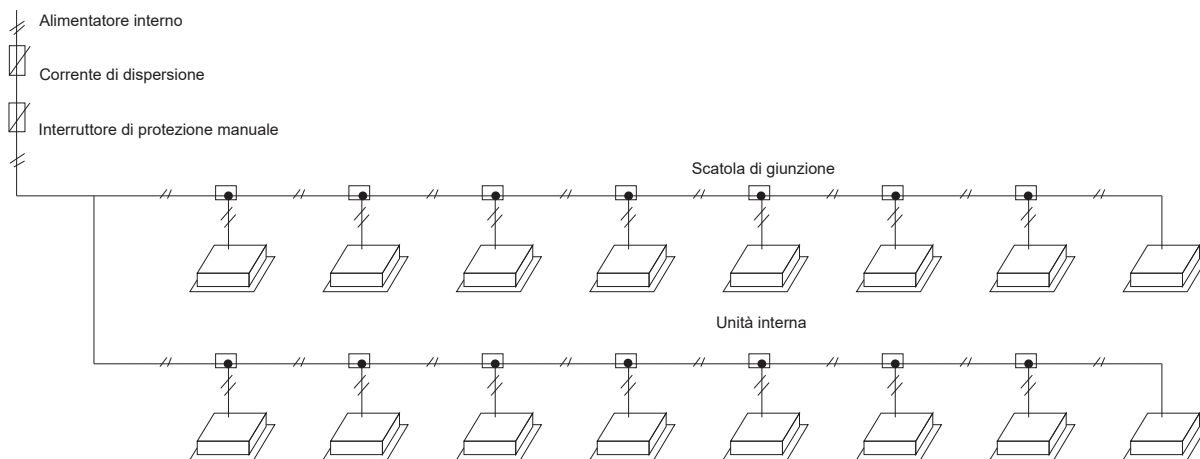 Alimentatore interno
Corrente di dispersione
Interruttore di protezione manuale
Scatola di giunzione
Unità interna